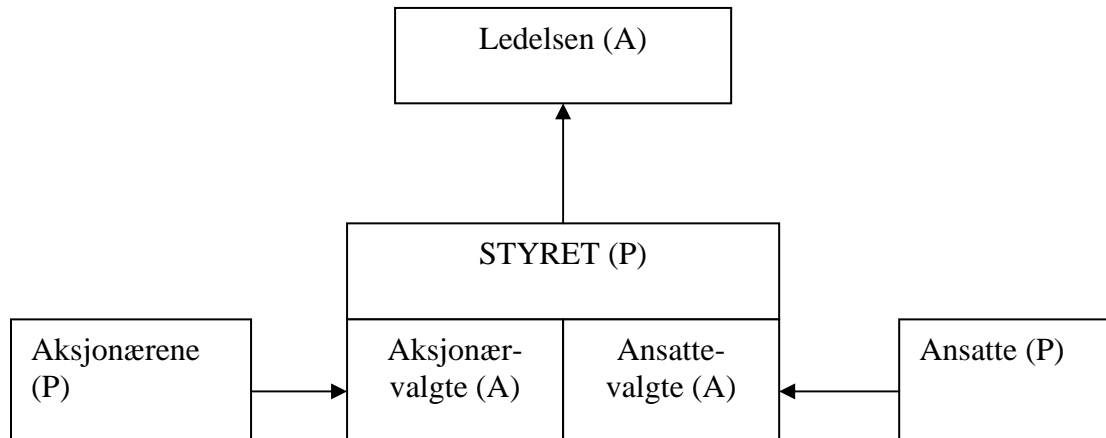 Ledelsen (A)
STYRET (P)
Aksjonærene
(P)
Aksjonær-
valgte (A)
Ansatte-
valgte (A)
Ansatte (P)